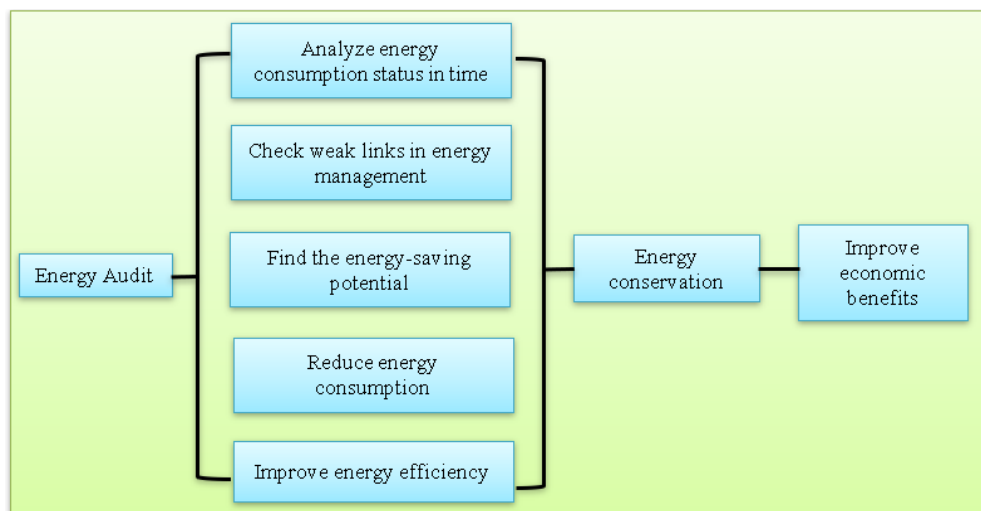 Energy Audit
Analyze energy
consumption status in time
Check weak links in energy
management
Find the energy-saving
potential
Reduce energy
consumption
Improve energy efficiency
Energy
conservation
Improve
economic
benefits